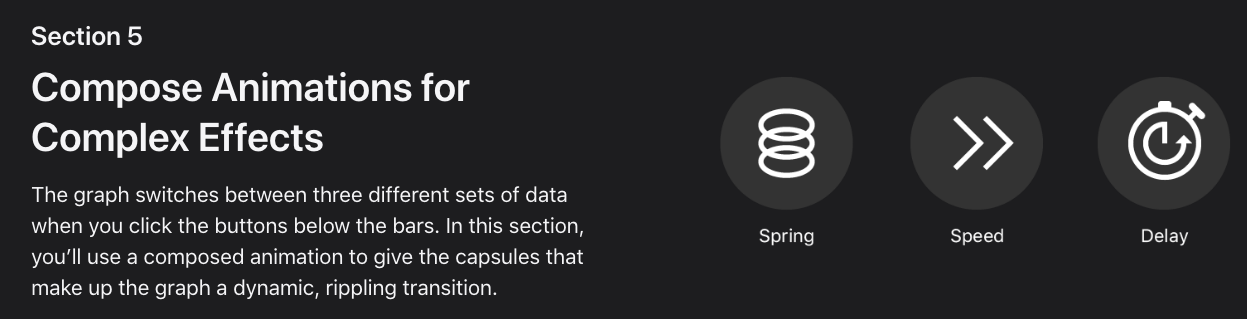 Section 5
Compose Animations for
Complex Effects
The graph switches between three different sets of data
when you click the buttons below the bars. In this section,
you’ll use a composed animation to give the capsules that
make up the graph a dynamic, rippling transition.
Spring
Speed
Delay